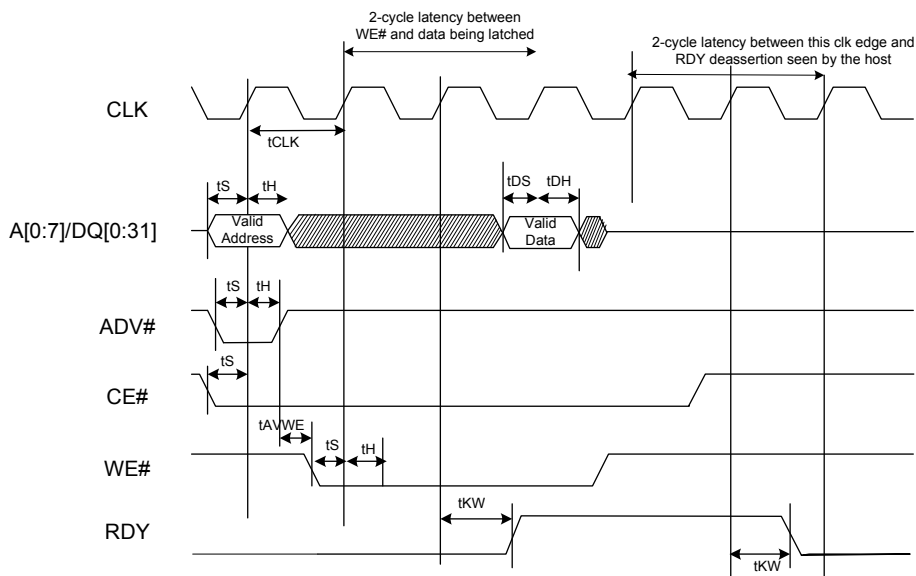 2-cycle latency between
WE# and data being latched
2-cycle latency between this clk edge and
RDY deassertion seen by the host
CLK
tCLK
tS
tH
tDS
tDH
A[0:7]/DQ[0:31]
Valid
Address
Valid
Data
tS
tH
ADV#
tS
CE#
tAVWE
tS
tH
WE#
tKW
RDY
tKW